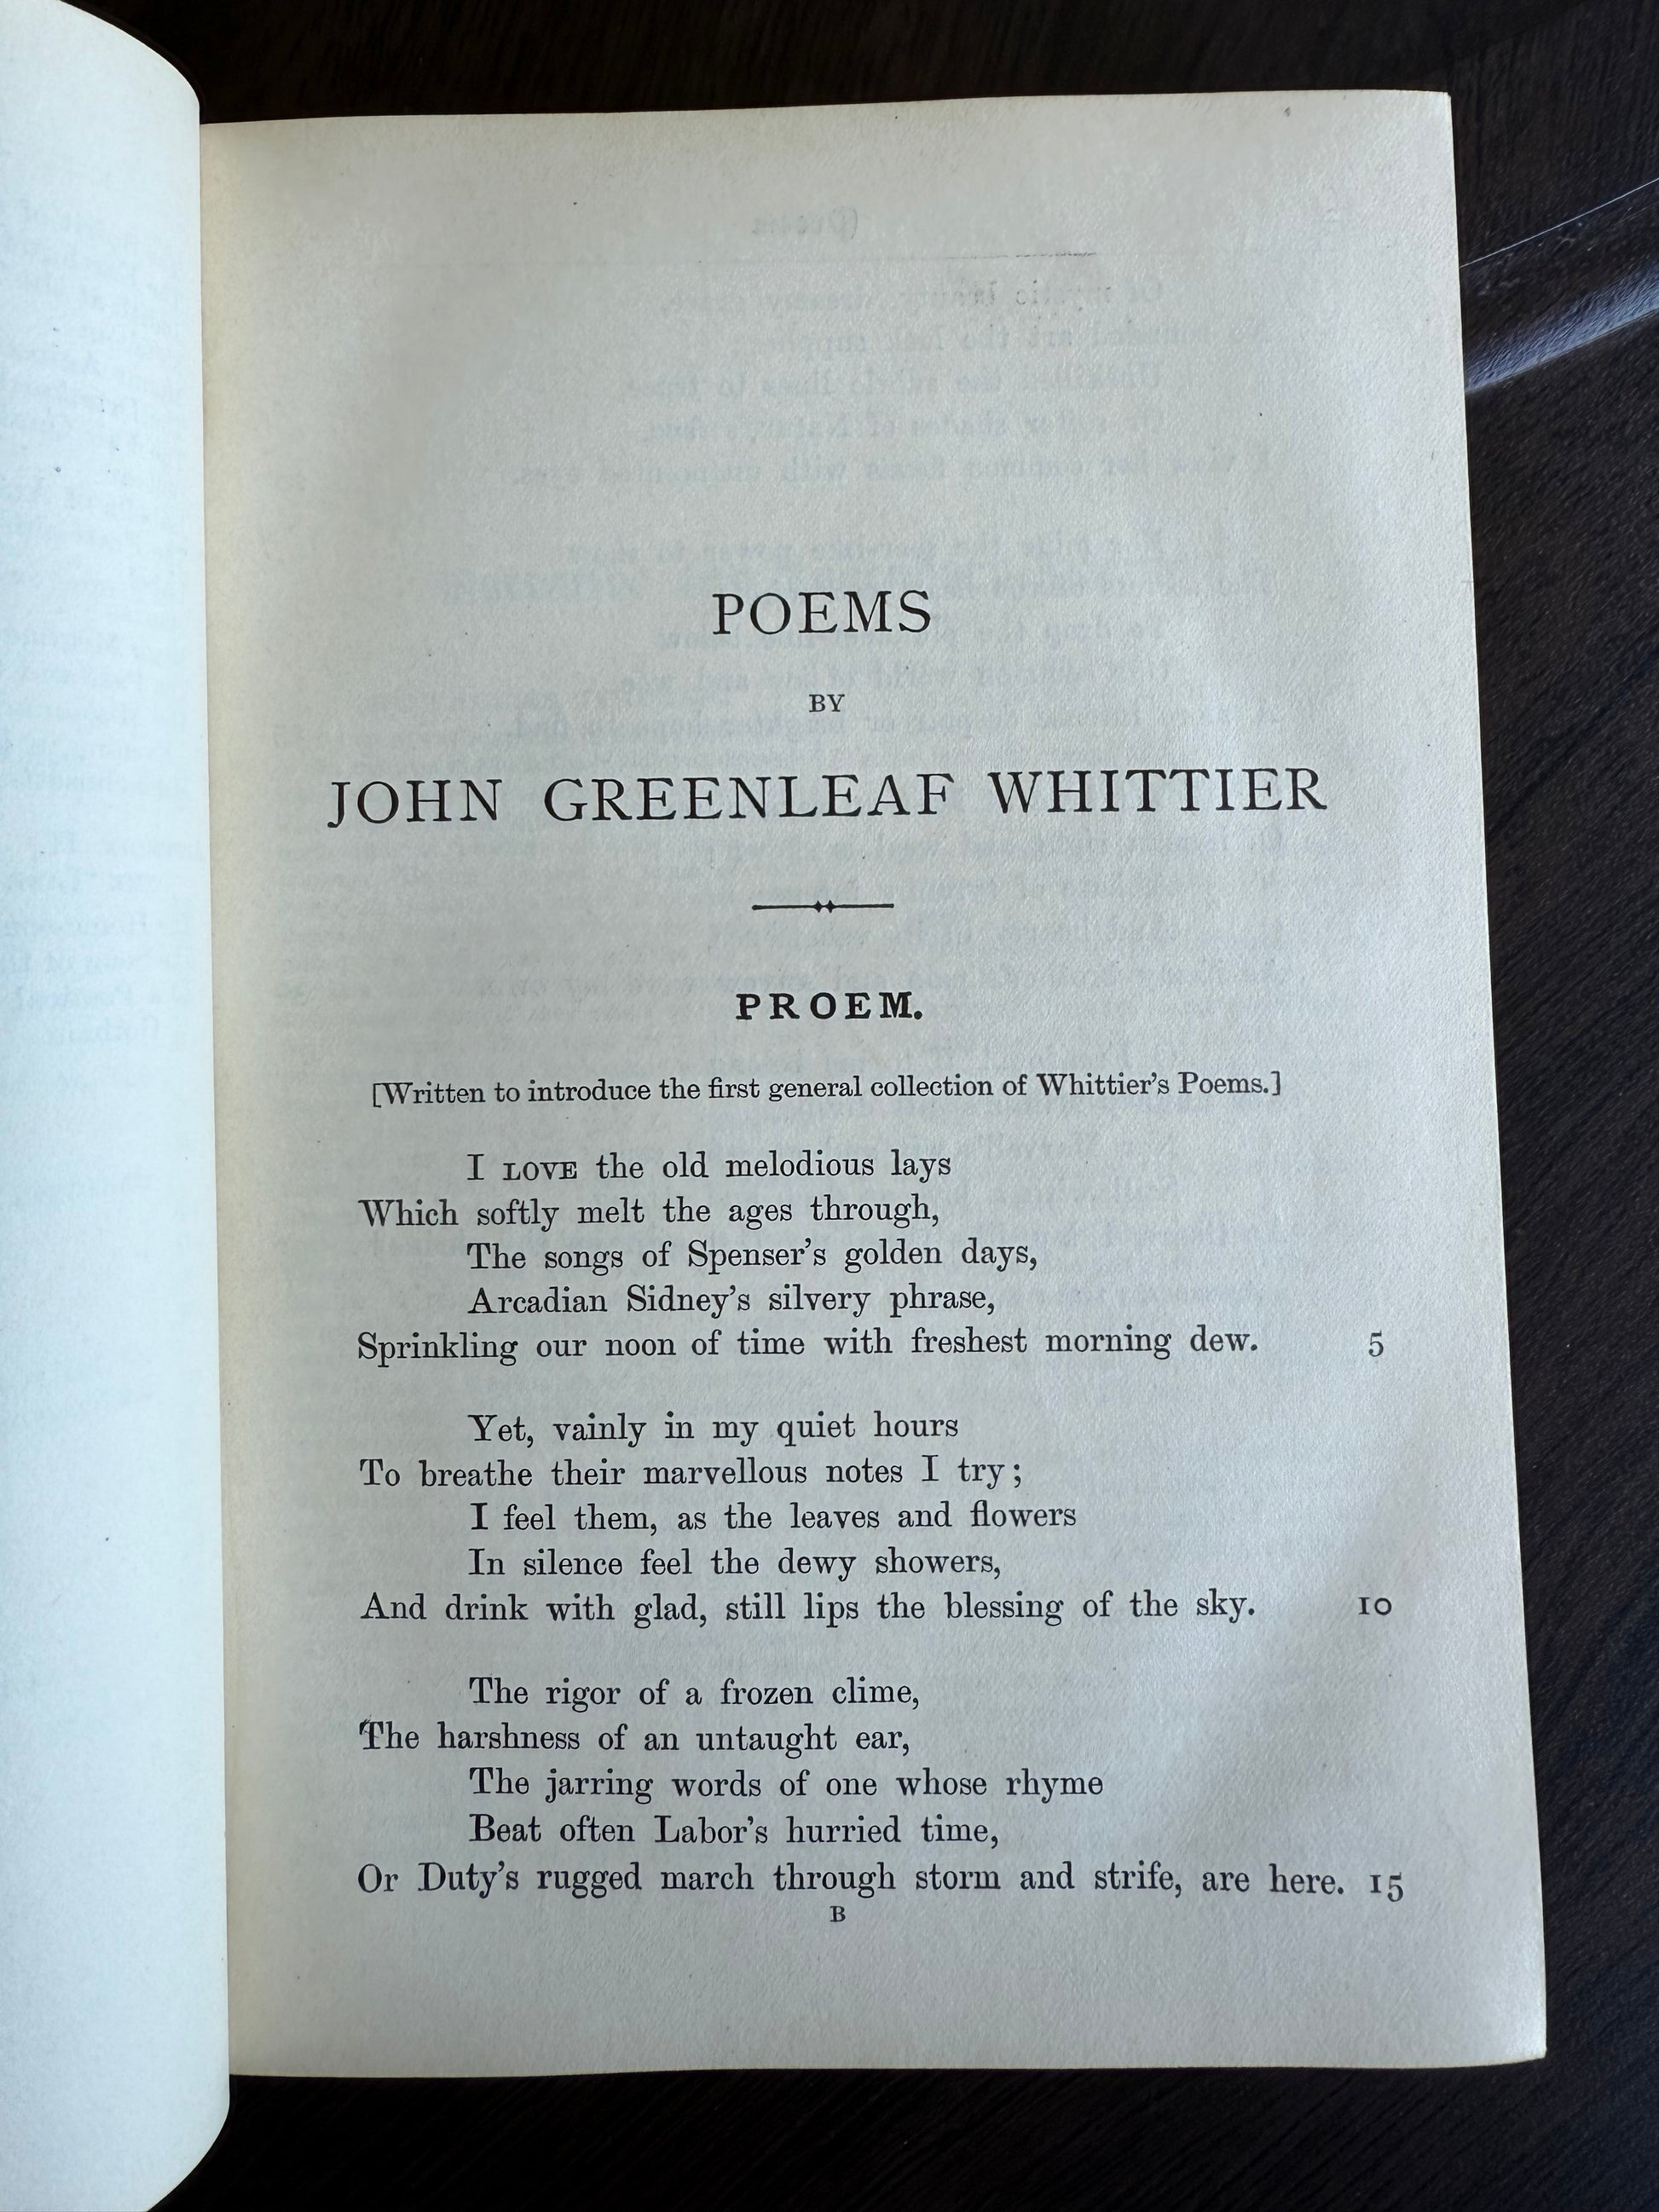 POEMS
BY
JOHN GREENLEAF WHITTIER
PROEM.
[Written to introduce the first general collection of Whittier's Poems.]
I LOVE the old melodious lays
Which softly melt the ages through,
The songs of Spenser's golden days,
Arcadian Sidney's silvery phrase,
Sprinkling our noon of time with freshest morning dew. 5
Yet, vainly in my quiet hours
To breathe their marvellous notes I try;
I feel them, as the leaves and flowers
In silence feel the dewy showers,
And drink with glad, still lips the blessing of the sky. 10
The rigor of a frozen clime,
The harshness of an untaught ear,
The jarring words of one whose rhyme
Beat often Labor's hurried time,
Or Duty's rugged march through storm and strife, are here. 15
B